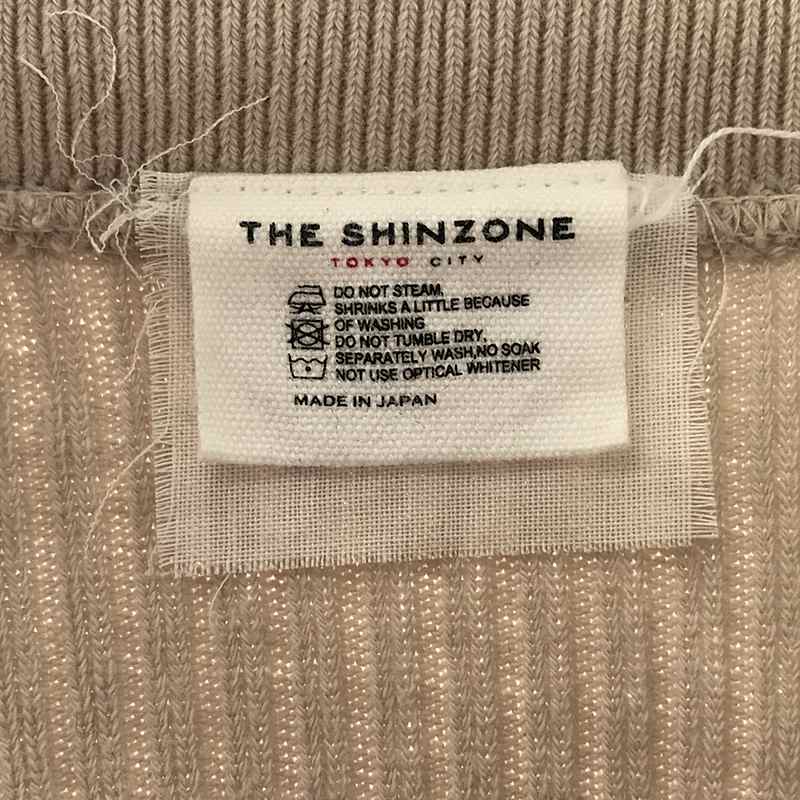 THE SHINZONE
TOKYO CITY
DO NOT STEAM.
SHRINKS A LITTLE BECAUSE
OF WASHING
DO NOT TUMBLE DRY,
SEPARATELY WASH,NO SOAK
NOT USE OPTICAL WHITENER
MADE IN JAPAN